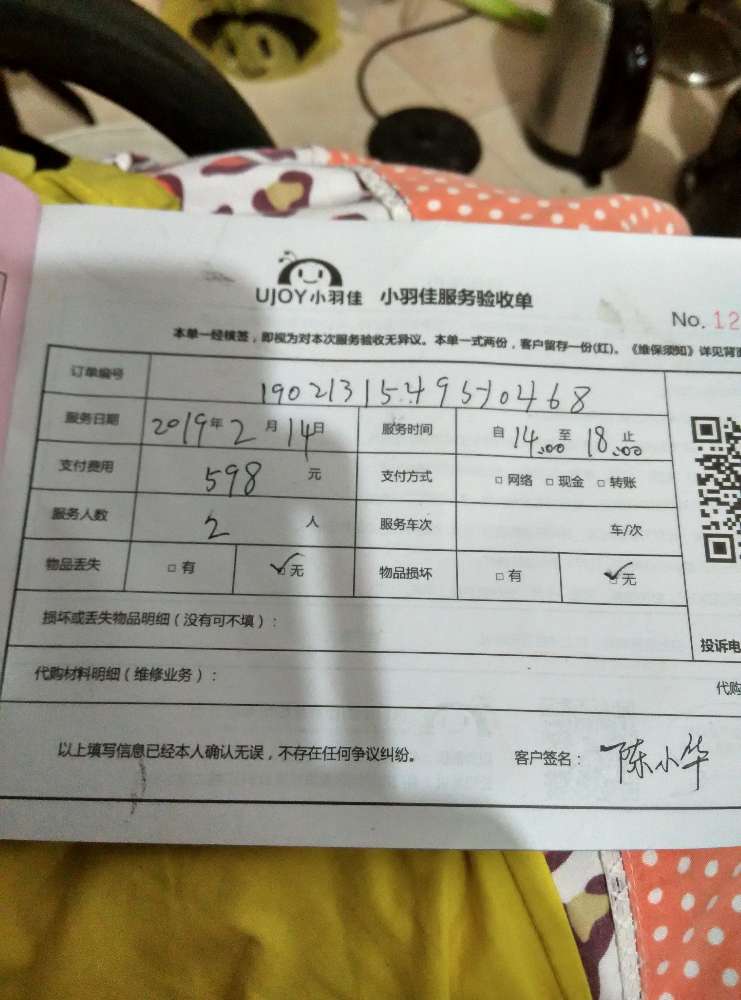 UJOY小羽佳 小羽佳服务验收单
No. 12
本单一经核签，即视为对本次服务验收无异议。本单一式两份，客户留存一份(红)。《维保须知》详见背面
订单编号
服务日期 2019年2月14日 服务时间 自14:00至18:00止
支付费用 598元 支付方式 □网络 □现金 □转账
服务人数 2人 服务车次 车/次
物品丢失 □有 ☑无 物品损坏 □有 ☑无
损坏或丢失物品明细（没有可不填）：
投诉电
代购材料明细（维修业务）：
代购
以上填写信息已经本人确认无误，不存在任何争议纠纷。 客户签名：陈小华